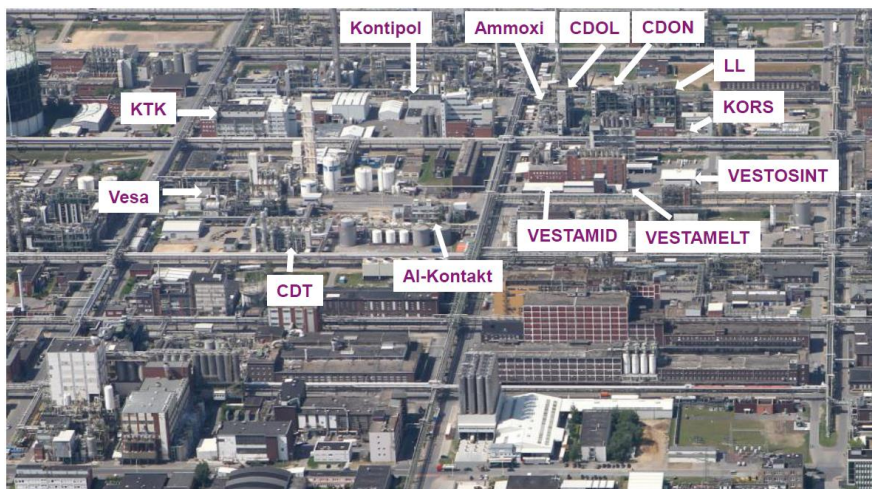 Kontipol
Ammoxi
CDOL
CDON
LL
KTK
KORS
Vesa
VESTOSINT
VESTAMID
VESTAMELT
Al-Kontakt
CDT